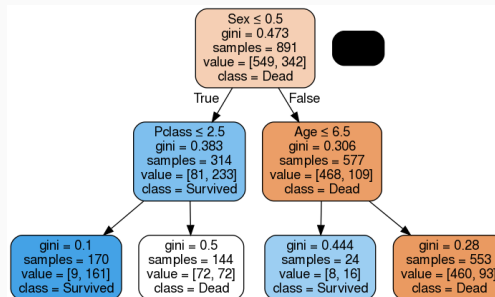 Sex ≤ 0.5
gini = 0.473
samples = 891
value = [549, 342]
class = Dead
True
False
Pclass ≤ 2.5
gini = 0.383
samples = 314
value = [81, 233]
class = Survived
Age ≤ 6.5
gini = 0.306
samples = 577
value = [468, 109]
class = Dead
gini = 0.1
samples = 170
value = [9, 161]
class = Survived
gini = 0.5
samples = 144
value = [72, 72]
class = Dead
gini = 0.444
samples = 24
value = [8, 16]
class = Survived
gini = 0.28
samples = 553
value = [460, 93]
class = Dead